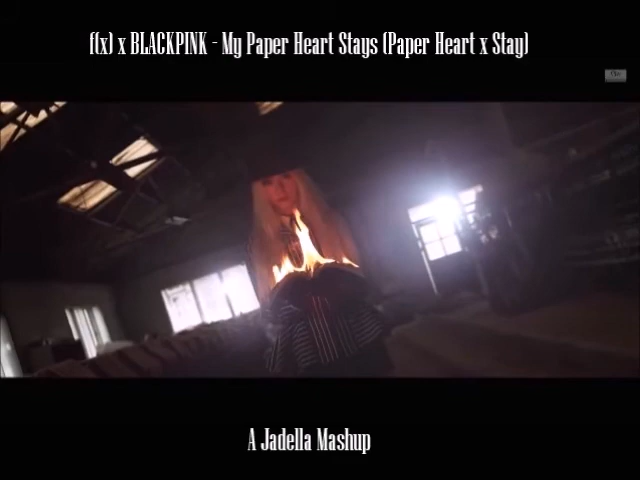 f(x) x BLACKPINK - My Paper Heart Stays (Paper Heart x Stay)
A Jadella Mashup